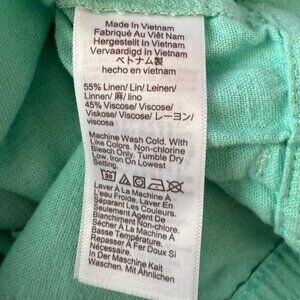 Made In Vietnam
Fabriqué Au Viêt Nam
Hergestellt In Vietnam
Vervaardigd In Vietnam
ベトナム製
hecho en vietnam
55% Linen/Lin/Leinen/
Linnen/麻/lino
45% Viscose/Viscose/
Viskose/Viscose/レーヨン/
viscosa
Machine Wash Cold. With
Like Colors. Non-chlorine
Bleach Only. Tumble Dry
Low. Iron On Lowest
Setting.
30
Laver À La Machine À
L'eau Froide. Laver En
Séparant Les Couleurs.
Seulement Agent De
Blanchiment Non-chlore.
Sécher À La Machine À
Basse Température.
Repasser À Fer Doux Si
Désiré.
In Der Maschine Kalt
Waschen. Mit Ähnlichen